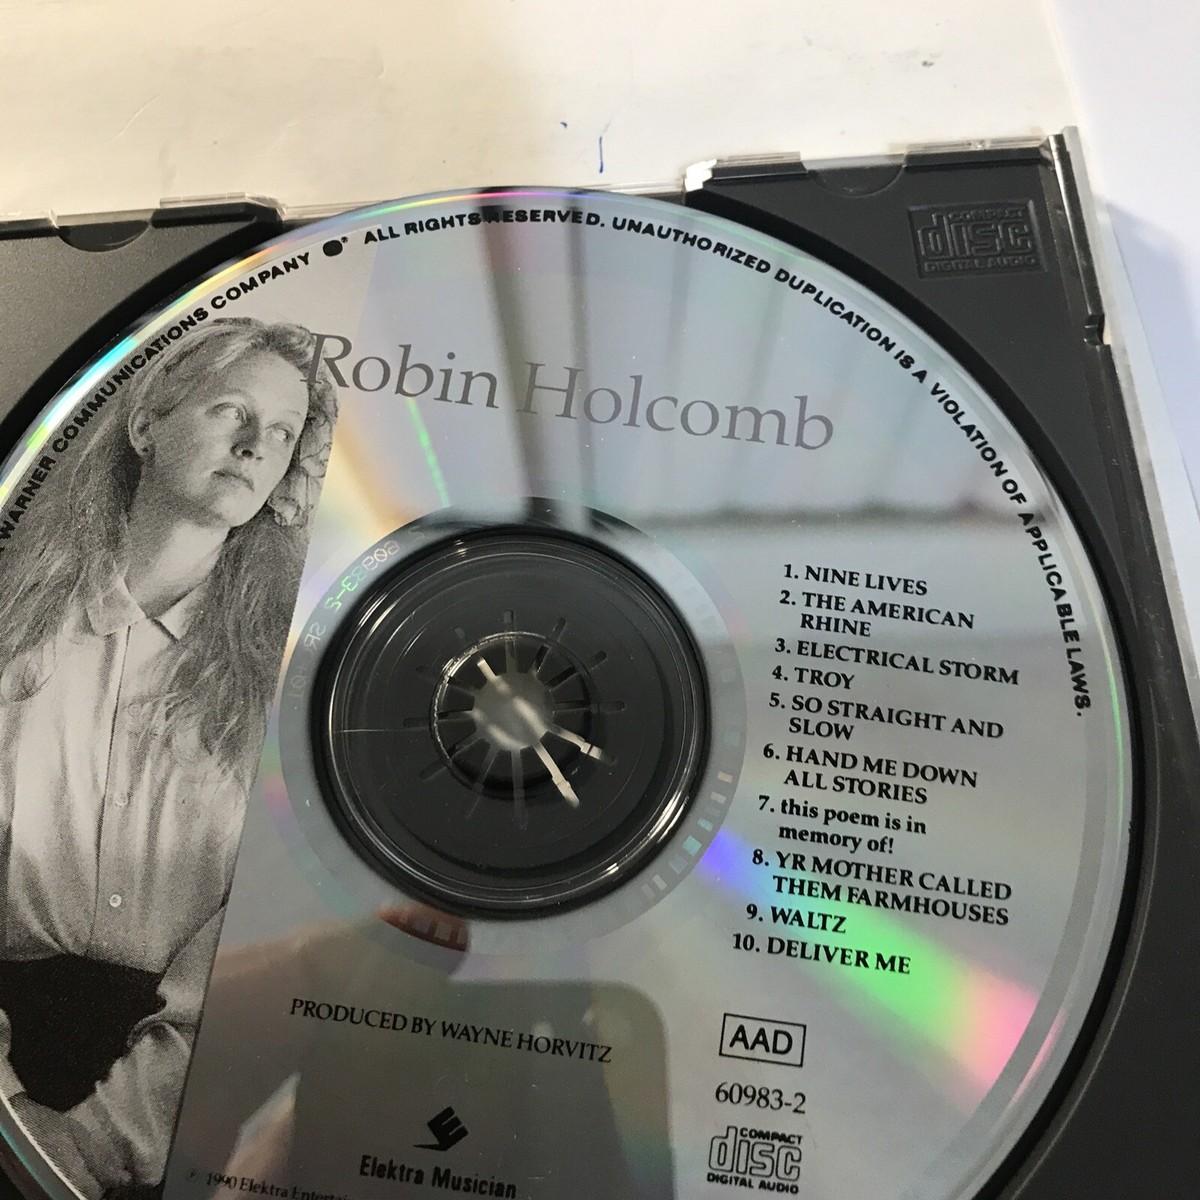 WARNER COMMUNICATIONS COMPANY ® ALL RIGHTS RESERVED. UNAUTHORIZED DUPLICATION IS A VIOLATION OF APPLICABLE LAWS.
COMPACT
disc
DIGITAL AUDIO
Robin Holcomb
1. NINE LIVES
2. THE AMERICAN
RHINE
3. ELECTRICAL STORM
4. TROY
5. SO STRAIGHT AND
SLOW
6. HAND ME DOWN
ALL STORIES
7. this poem is in
memory of!
8. YR MOTHER CALLED
THEM FARMHOUSES
9. WALTZ
10. DELIVER ME
PRODUCED BY WAYNE HORVITZ
AAD
60983-2
Elektra Musician
COMPACT
disc
DIGITAL AUDIO
℗ 1990 Elektra